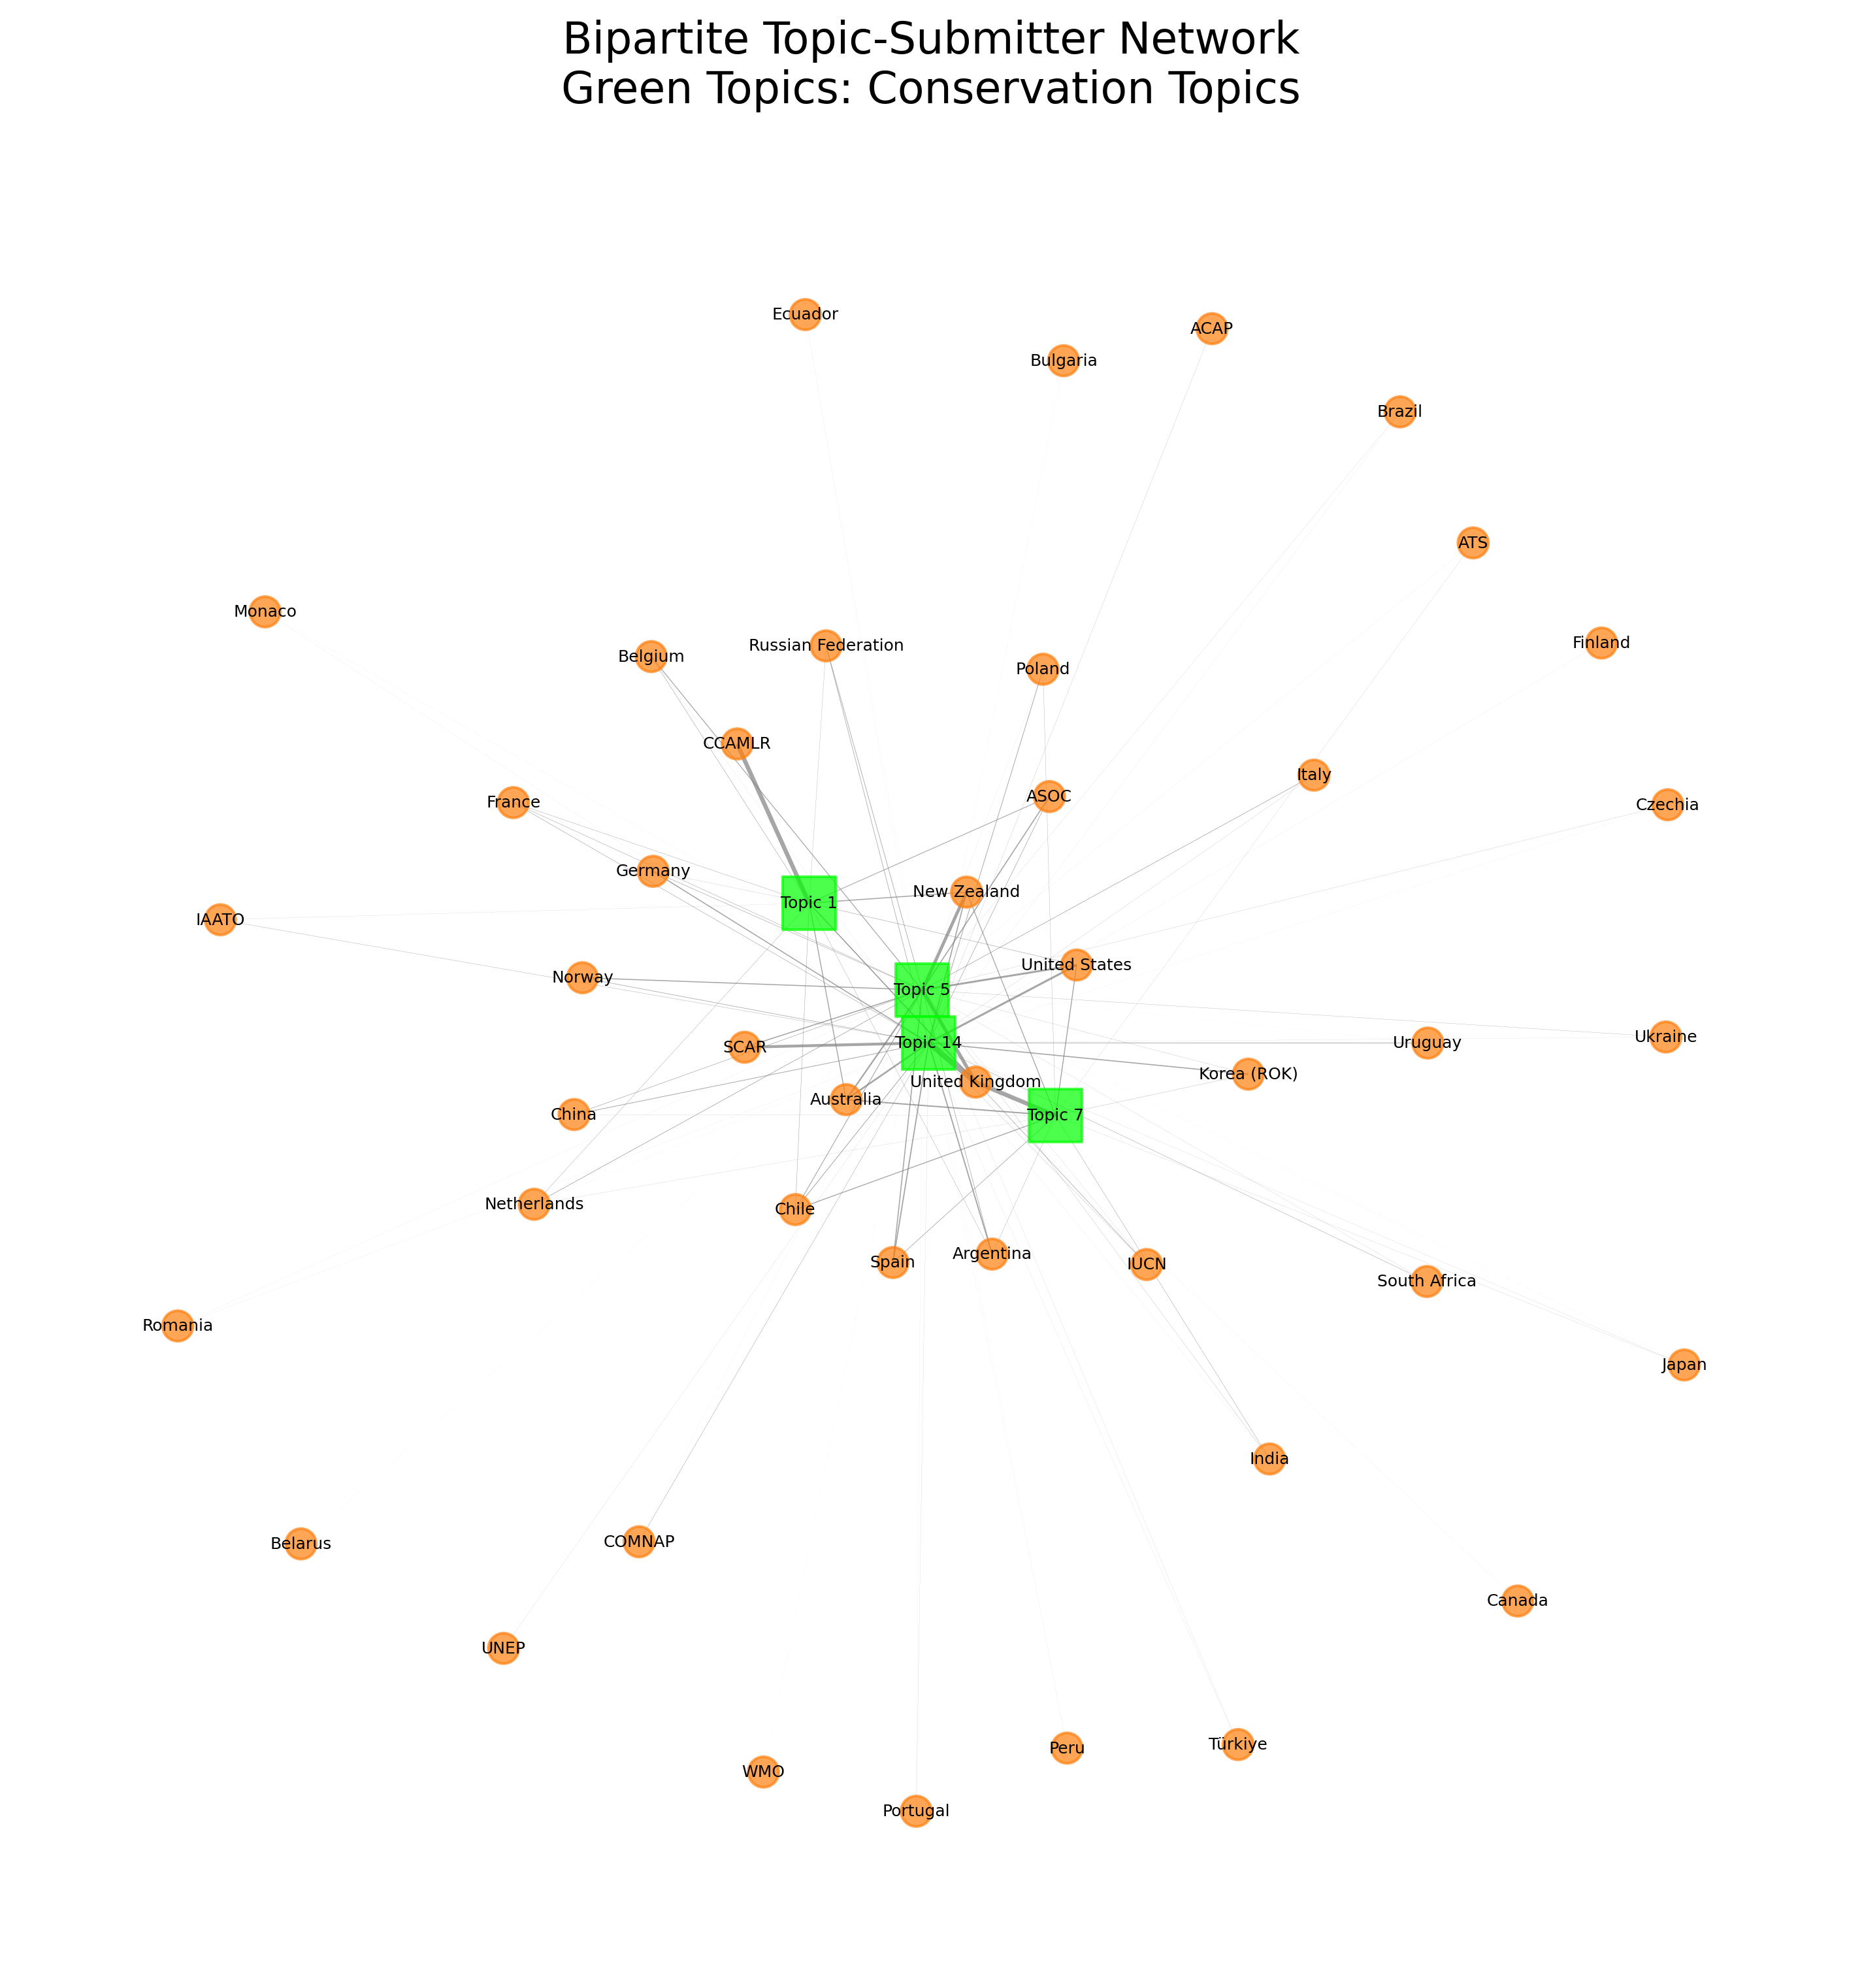 Bipartite Topic-Submitter Network
Green Topics: Conservation Topics
Ecuador
ACAP
Bulgaria
Brazil
ATS
Monaco
Finland
Russian Federation
Belgium
Poland
CCAMLR
Italy
ASOC
France
Czechia
Germany
New Zealand
Topic 1
IAATO
United States
Norway
Topic 5
Ukraine
Topic 14
Uruguay
SCAR
Korea (ROK)
United Kingdom
Australia
China
Topic 7
Netherlands
Chile
Argentina
Spain
IUCN
South Africa
Romania
Japan
India
COMNAP
Belarus
Canada
UNEP
Türkiye
Peru
WMO
Portugal